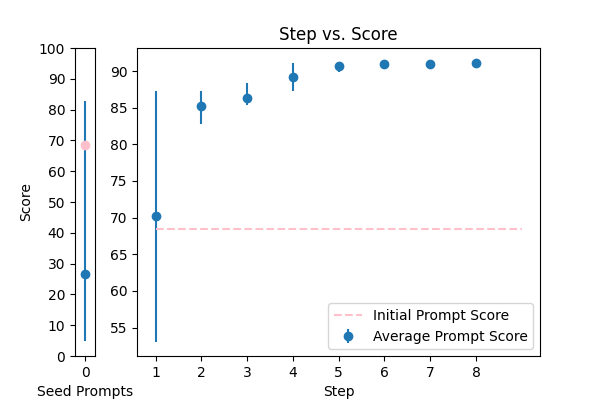 Step vs. Score
Score
100
90
80
70
60
50
40
30
20
10
0
0
Seed Prompts
90
85
80
75
70
65
60
55
1 2 3 4 5 6 7 8
Step
Initial Prompt Score
Average Prompt Score